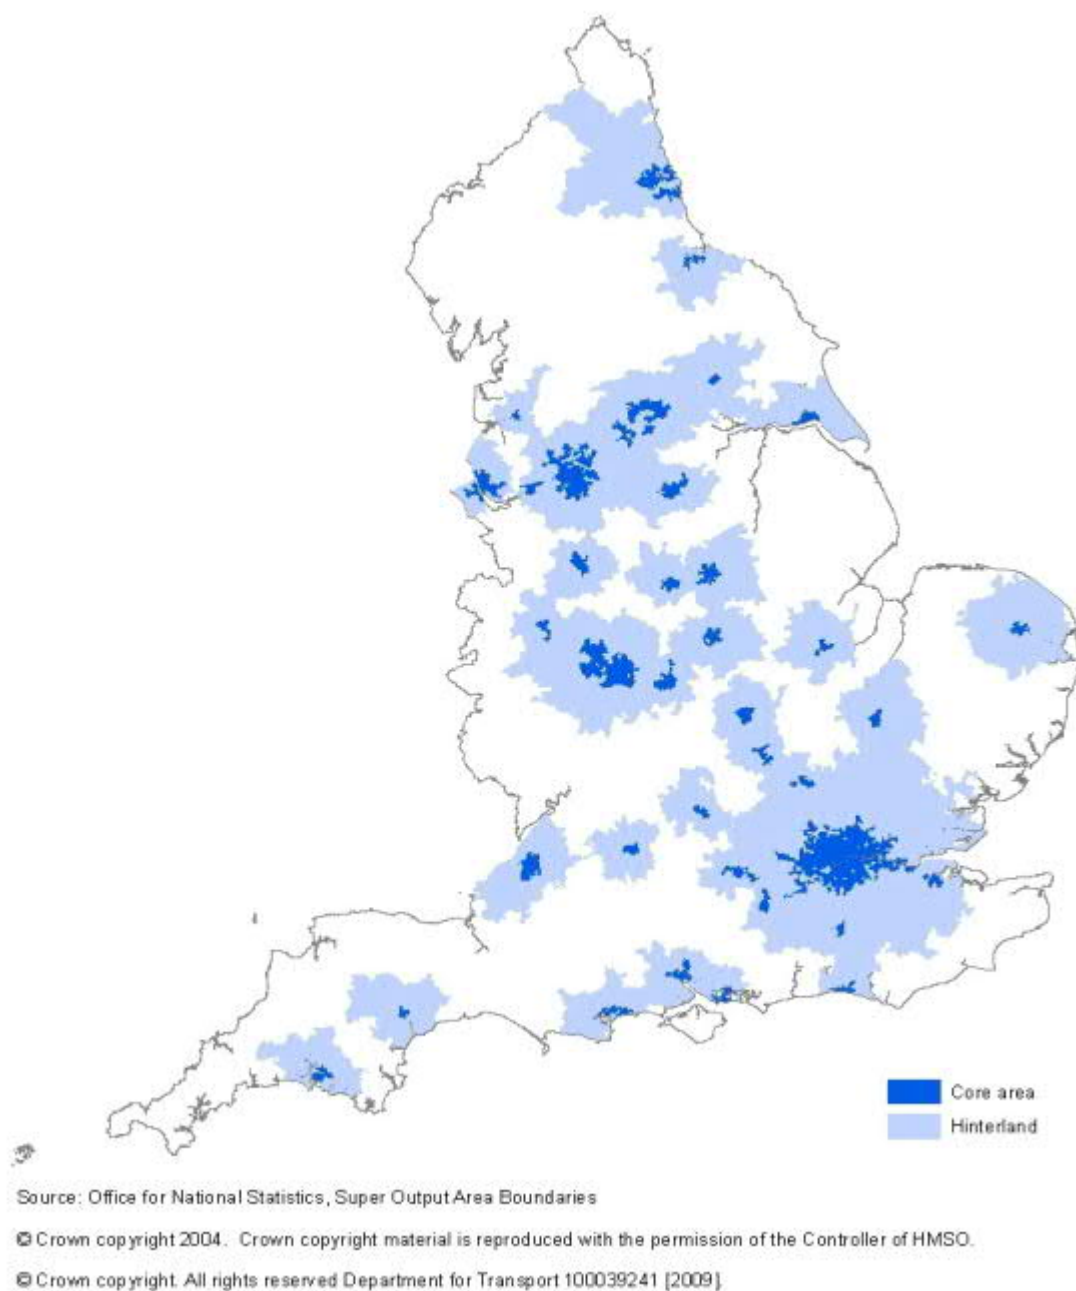 Core area
Hinterland
Source: Office for National Statistics, Super Output Area Boundaries
© Crown copyright 2004. Crown copyright material is reproduced with the permission of the Controller of HMSO.
© Crown copyright. All rights reserved Department for Transport 100039241 [2009]